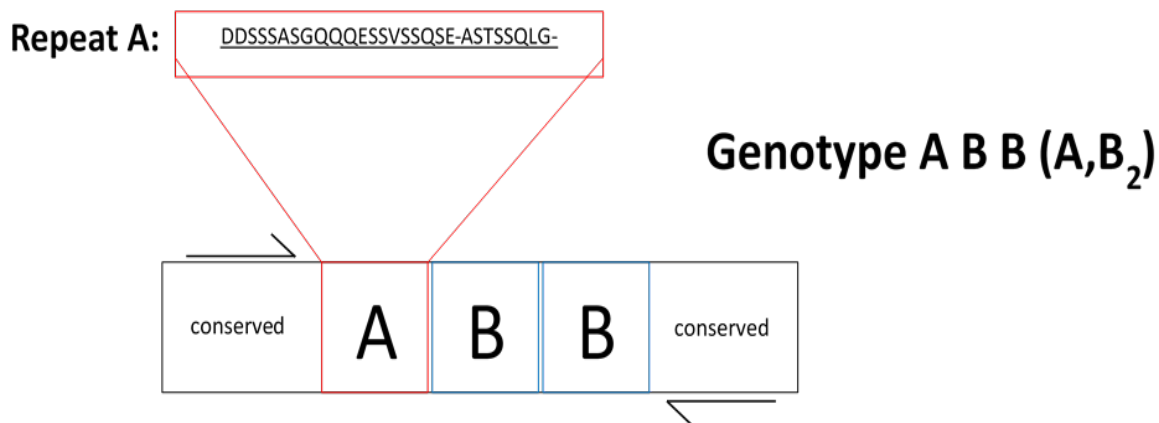 Repeat A:
DDSSSASGQQQESSVSSQSE-ASTSSQLG-
Genotype A B B (A,B₂)
conserved
A
B
B
conserved